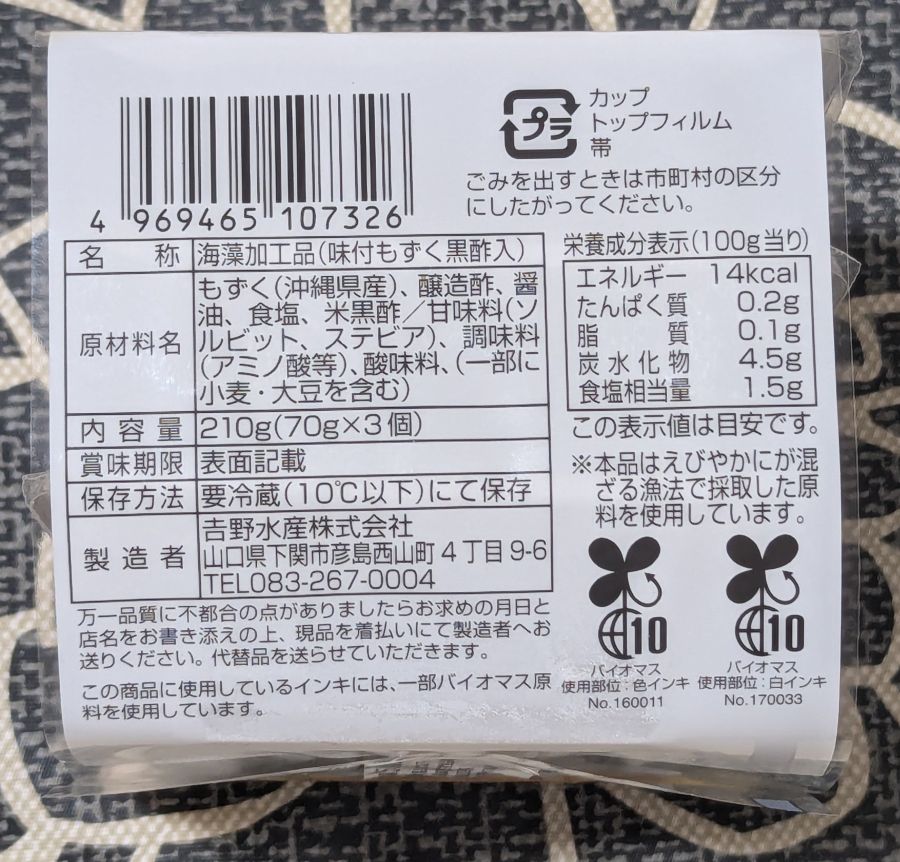 プラ
カップ
トップフィルム
帯
ごみを出すときは市町村の区分
にしたがってください。
4 969465 107326
名称 海藻加工品(味付もずく黒酢入)
原材料名
もずく(沖縄県産)、醸造酢、醤
油、食塩、米黒酢／甘味料(ソ
ルビット、ステビア)、調味料
(アミノ酸等)、酸味料、(一部に
小麦・大豆を含む)
内容量 210g(70g×3個)
賞味期限 表面記載
保存方法 要冷蔵(10℃以下)にて保存
製造者
𠮷野水産株式会社
山口県下関市彦島西山町4丁目9-6
TEL083-267-0004
万一品質に不都合の点がありましたらお求めの月日と
店名をお書き添えの上、現品を着払いにて製造者へお
送りください。代替品を送らせていただきます。
この商品に使用しているインキには、一部バイオマス原
料を使用しています。
栄養成分表示(100g当り)
エネルギー 14kcal
たんぱく質 0.2g
脂質 0.1g
炭水化物 4.5g
食塩相当量 1.5g
この表示値は目安です。
※本品はえびやかにが混
ざる漁法で採取した原
料を使用しています。
10
バイオマス
使用部位：色インキ
No.160011
10
バイオマス
使用部位：白インキ
No.170033